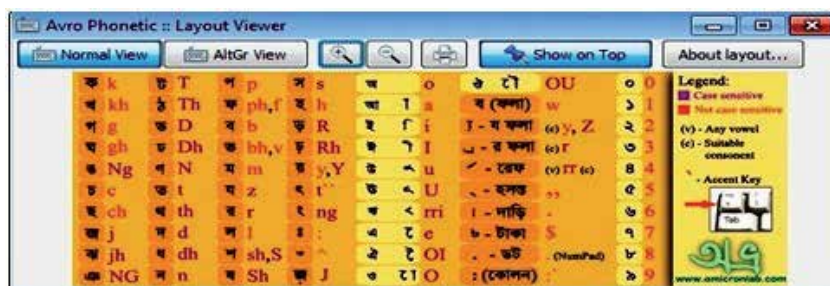 Avro Phonetic :: Layout Viewer
Normal View AltGr View Show on Top About layout...
ক k ট T প p স s অ o ঔ ৌ OU ০ 0 Legend:
খ kh ঠ Th ফ ph,f হ h আ া a ব (ফলা) w ১ 1 Case sensitive
গ g ড D ব b ড় R ই ি i য - য ফলা (c) y, Z ২ 2 Not case sensitive
ঘ gh ঢ Dh ভ bh,v ঢ় Rh ঈ ী I র ফলা (c) r ৩ 3 (v) - Any vowel
ঙ Ng ণ N ম m য় y,Y উ ু u রেফ (v) rr (c) ৪ 4 (c) - Suitable consonent
চ c ত t য z ৎ t`` ঊ ূ U ্ - হসন্ত ,, ৫ 5 ` - Accent Key
ছ ch থ th র r ং ng ঋ ৃ rri । - দাড়ি . ৬ 6 Tab
জ j দ d ল l ঃ : এ ে e ৳ - টাকা $ ৭ 7
ঝ jh ধ dh শ sh,S ঁ ^ ঐ ৈ OI . - ডট . (NumPad) ৮ 8 অভ্র
ঞ NG ন n ষ Sh জ J ও ো O : (কোলন) :` ৯ 9 www.omicronlab.com